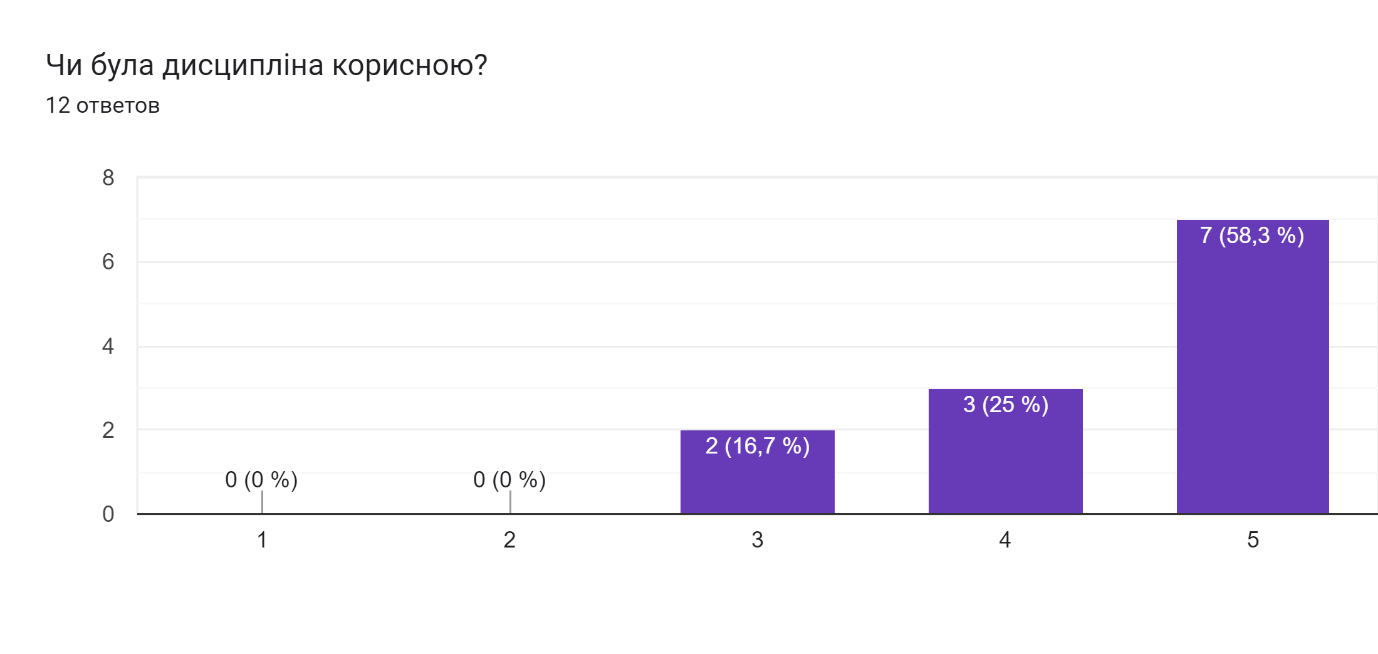 Чи була дисципліна корисною?
12 ответов
8
6
4
2
0
0 (0 %)
0 (0 %)
2 (16,7 %)
3 (25 %)
7 (58,3 %)
1
2
3
4
5